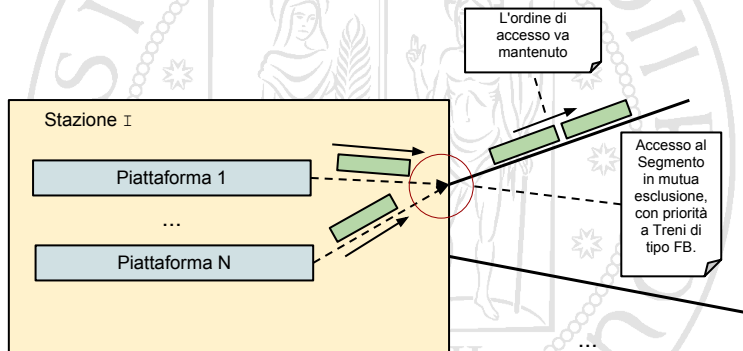 L'ordine di
accesso va
mantenuto
Stazione I
Piattaforma 1
...
Piattaforma N
Accesso al
Segmento
in mutua
esclusione,
con priorità
a Treni di
tipo FB.
...